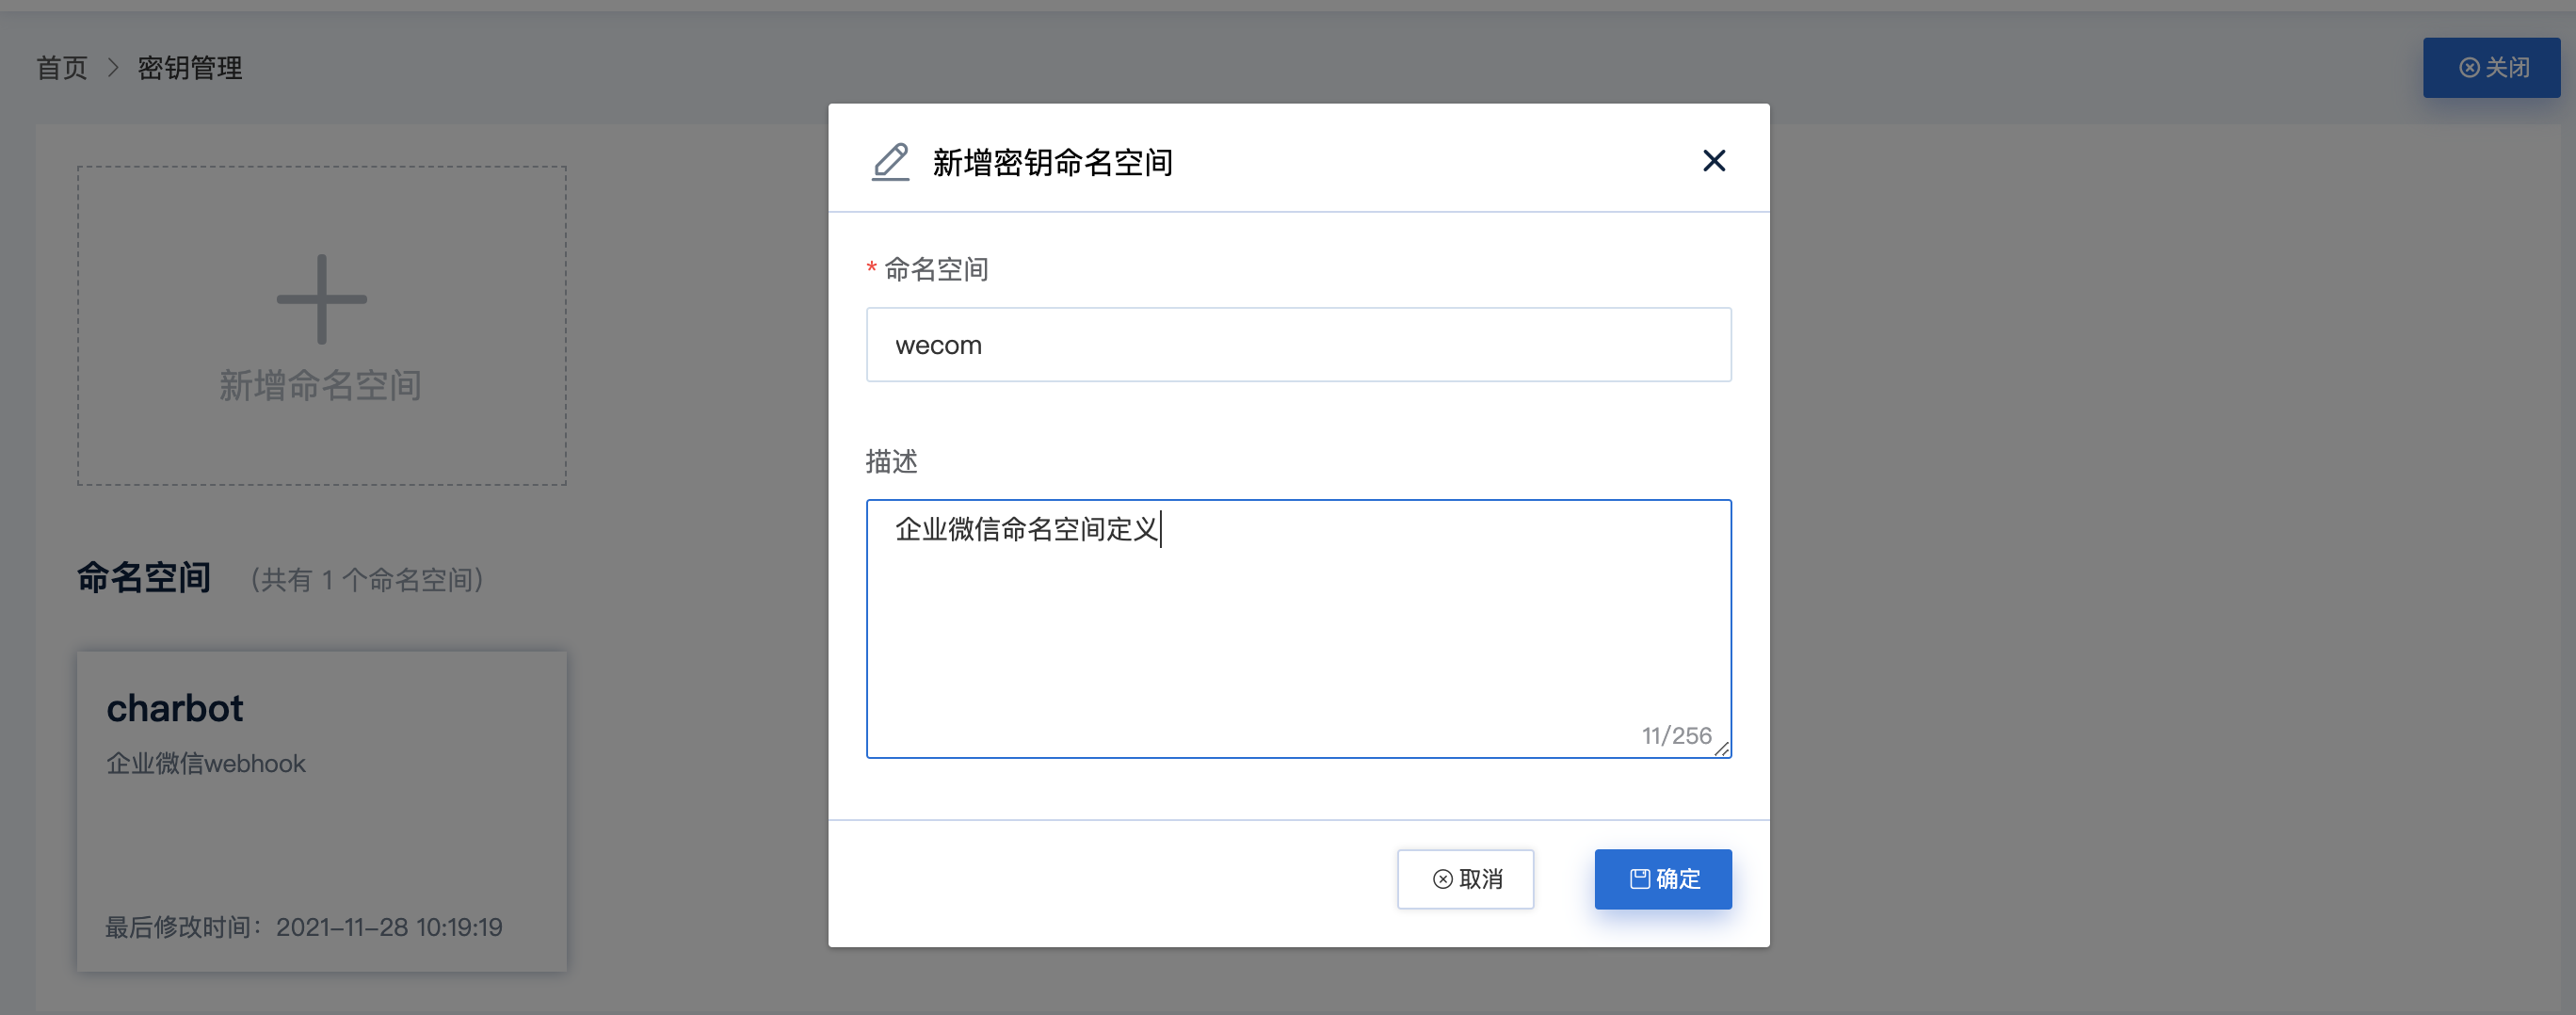 首页 > 密钥管理
关闭
新增命名空间
命名空间 (共有 1 个命名空间)
charbot
企业微信webhook
最后修改时间：2021-11-28 10:19:19
新增密钥命名空间
* 命名空间
wecom
描述
企业微信命名空间定义
11/256
取消
确定